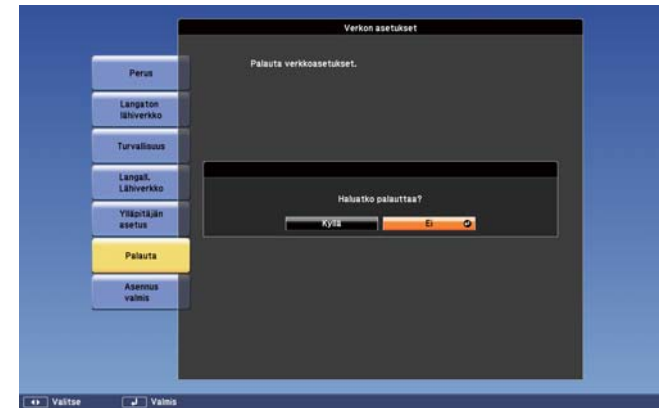 Verkon asetukset
Palauta verkkoasetukset.
Perus
Langaton
lähiverkko
Turvallisuus
Langall.
Lähiverkko
Ylläpitäjän
asetus
Palauta
Asennus
valmis
Haluatko palauttaa?
Kyllä
Ei
Valitse
Valmis